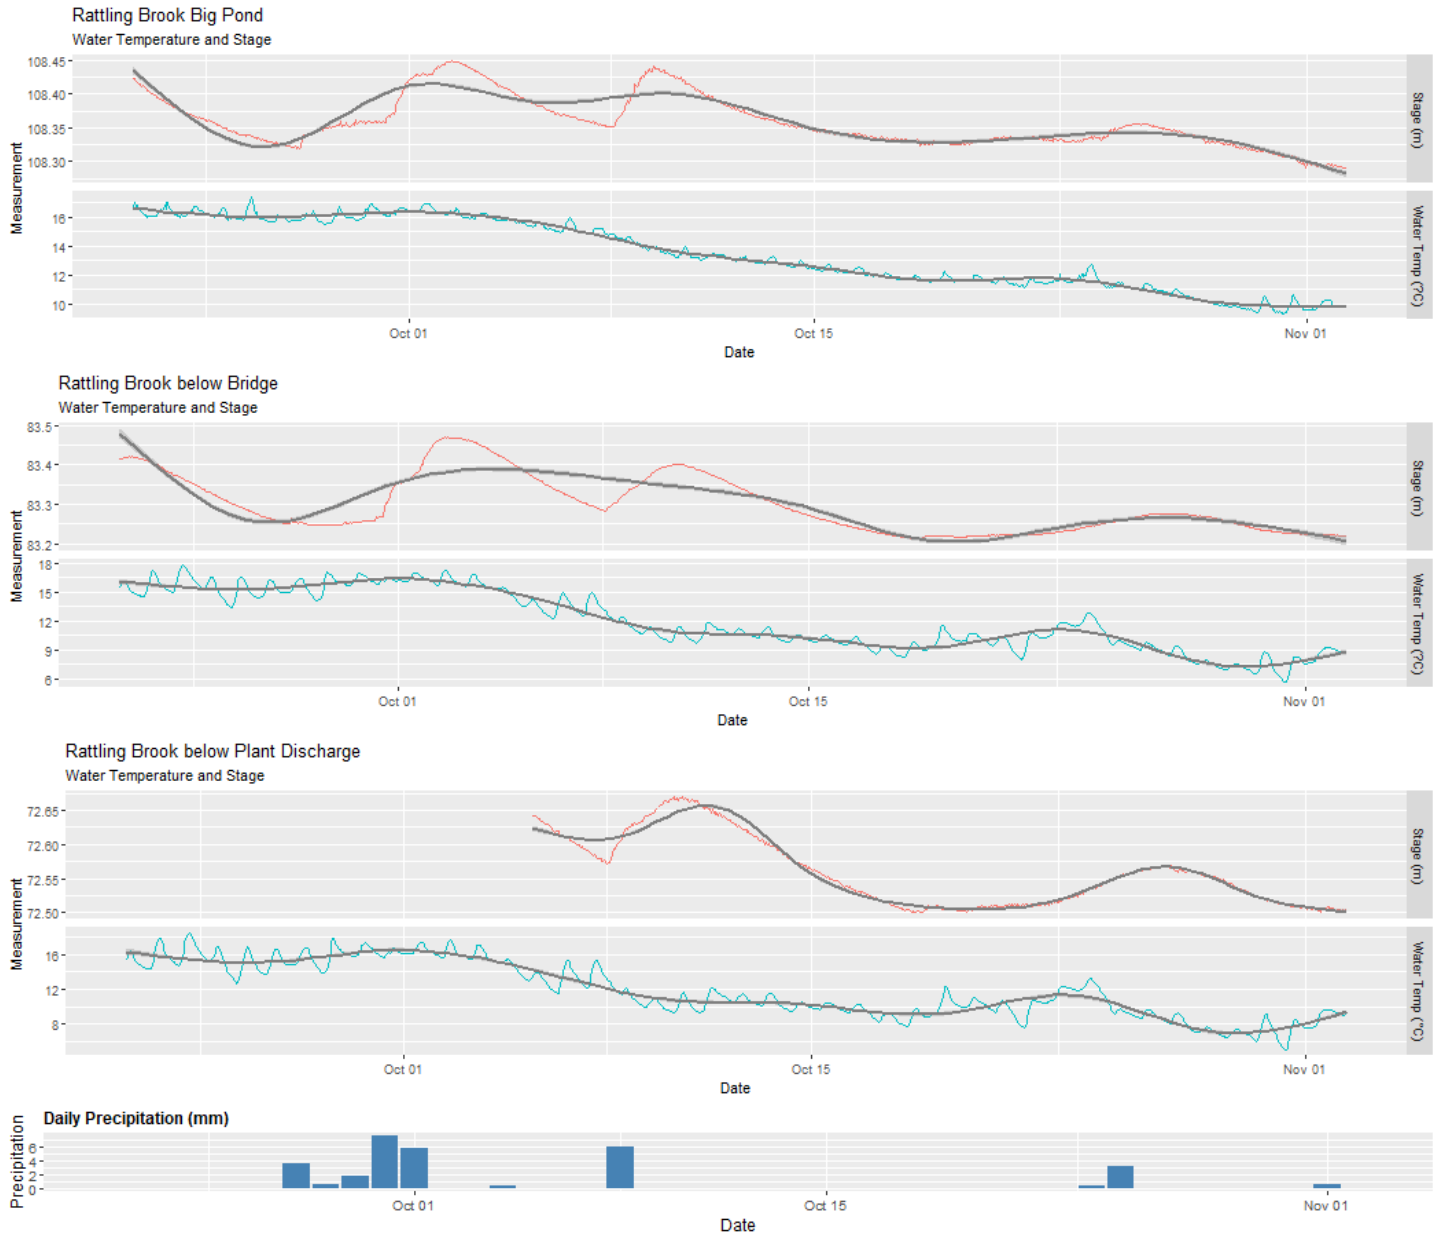 Rattling Brook Big Pond
Water Temperature and Stage
108.45
108.40
108.35
108.30
Stage (m)
Measurement
16
14
12
10
Water Temp (?C)
Oct 01 Oct 15 Nov 01
Date
Rattling Brook below Bridge
Water Temperature and Stage
83.5
83.4
83.3
83.2
Stage (m)
Measurement
18
15
12
9
6
Water Temp (?C)
Oct 01 Oct 15 Nov 01
Date
Rattling Brook below Plant Discharge
Water Temperature and Stage
72.65
72.60
72.55
72.50
Stage (m)
Measurement
16
12
8
Water Temp (°C)
Oct 01 Oct 15 Nov 01
Date
Daily Precipitation (mm)
Precipitation
6
4
2
0
Oct 01 Oct 15 Nov 01
Date